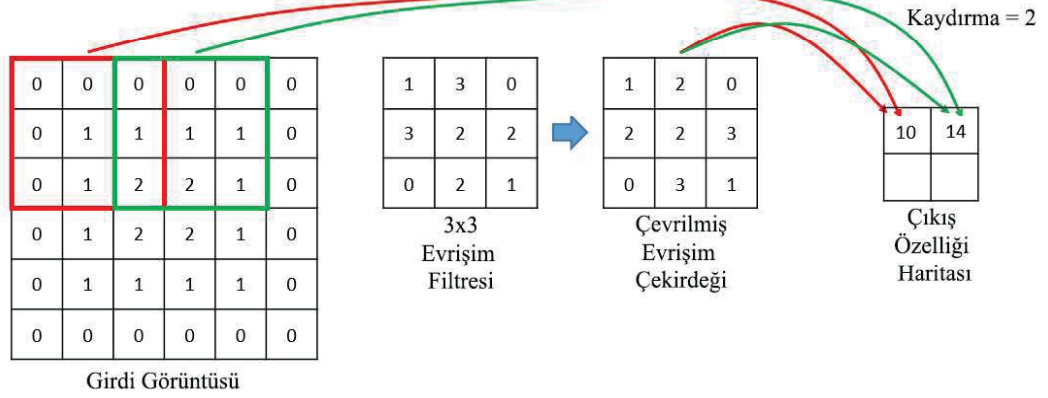 Kaydırma = 2
0 0 0 0 0 0
0 1 1 1 1 0
0 1 2 2 1 0
0 1 2 2 1 0
0 1 1 1 1 0
0 0 0 0 0 0
Girdi Görüntüsü
1 3 0
3 2 2
0 2 1
3x3
Evrişim
Filtresi
1 2 0
2 2 3
0 3 1
Çevrilmiş
Evrişim
Çekirdeği
10 14
Çıkış
Özelliği
Haritası